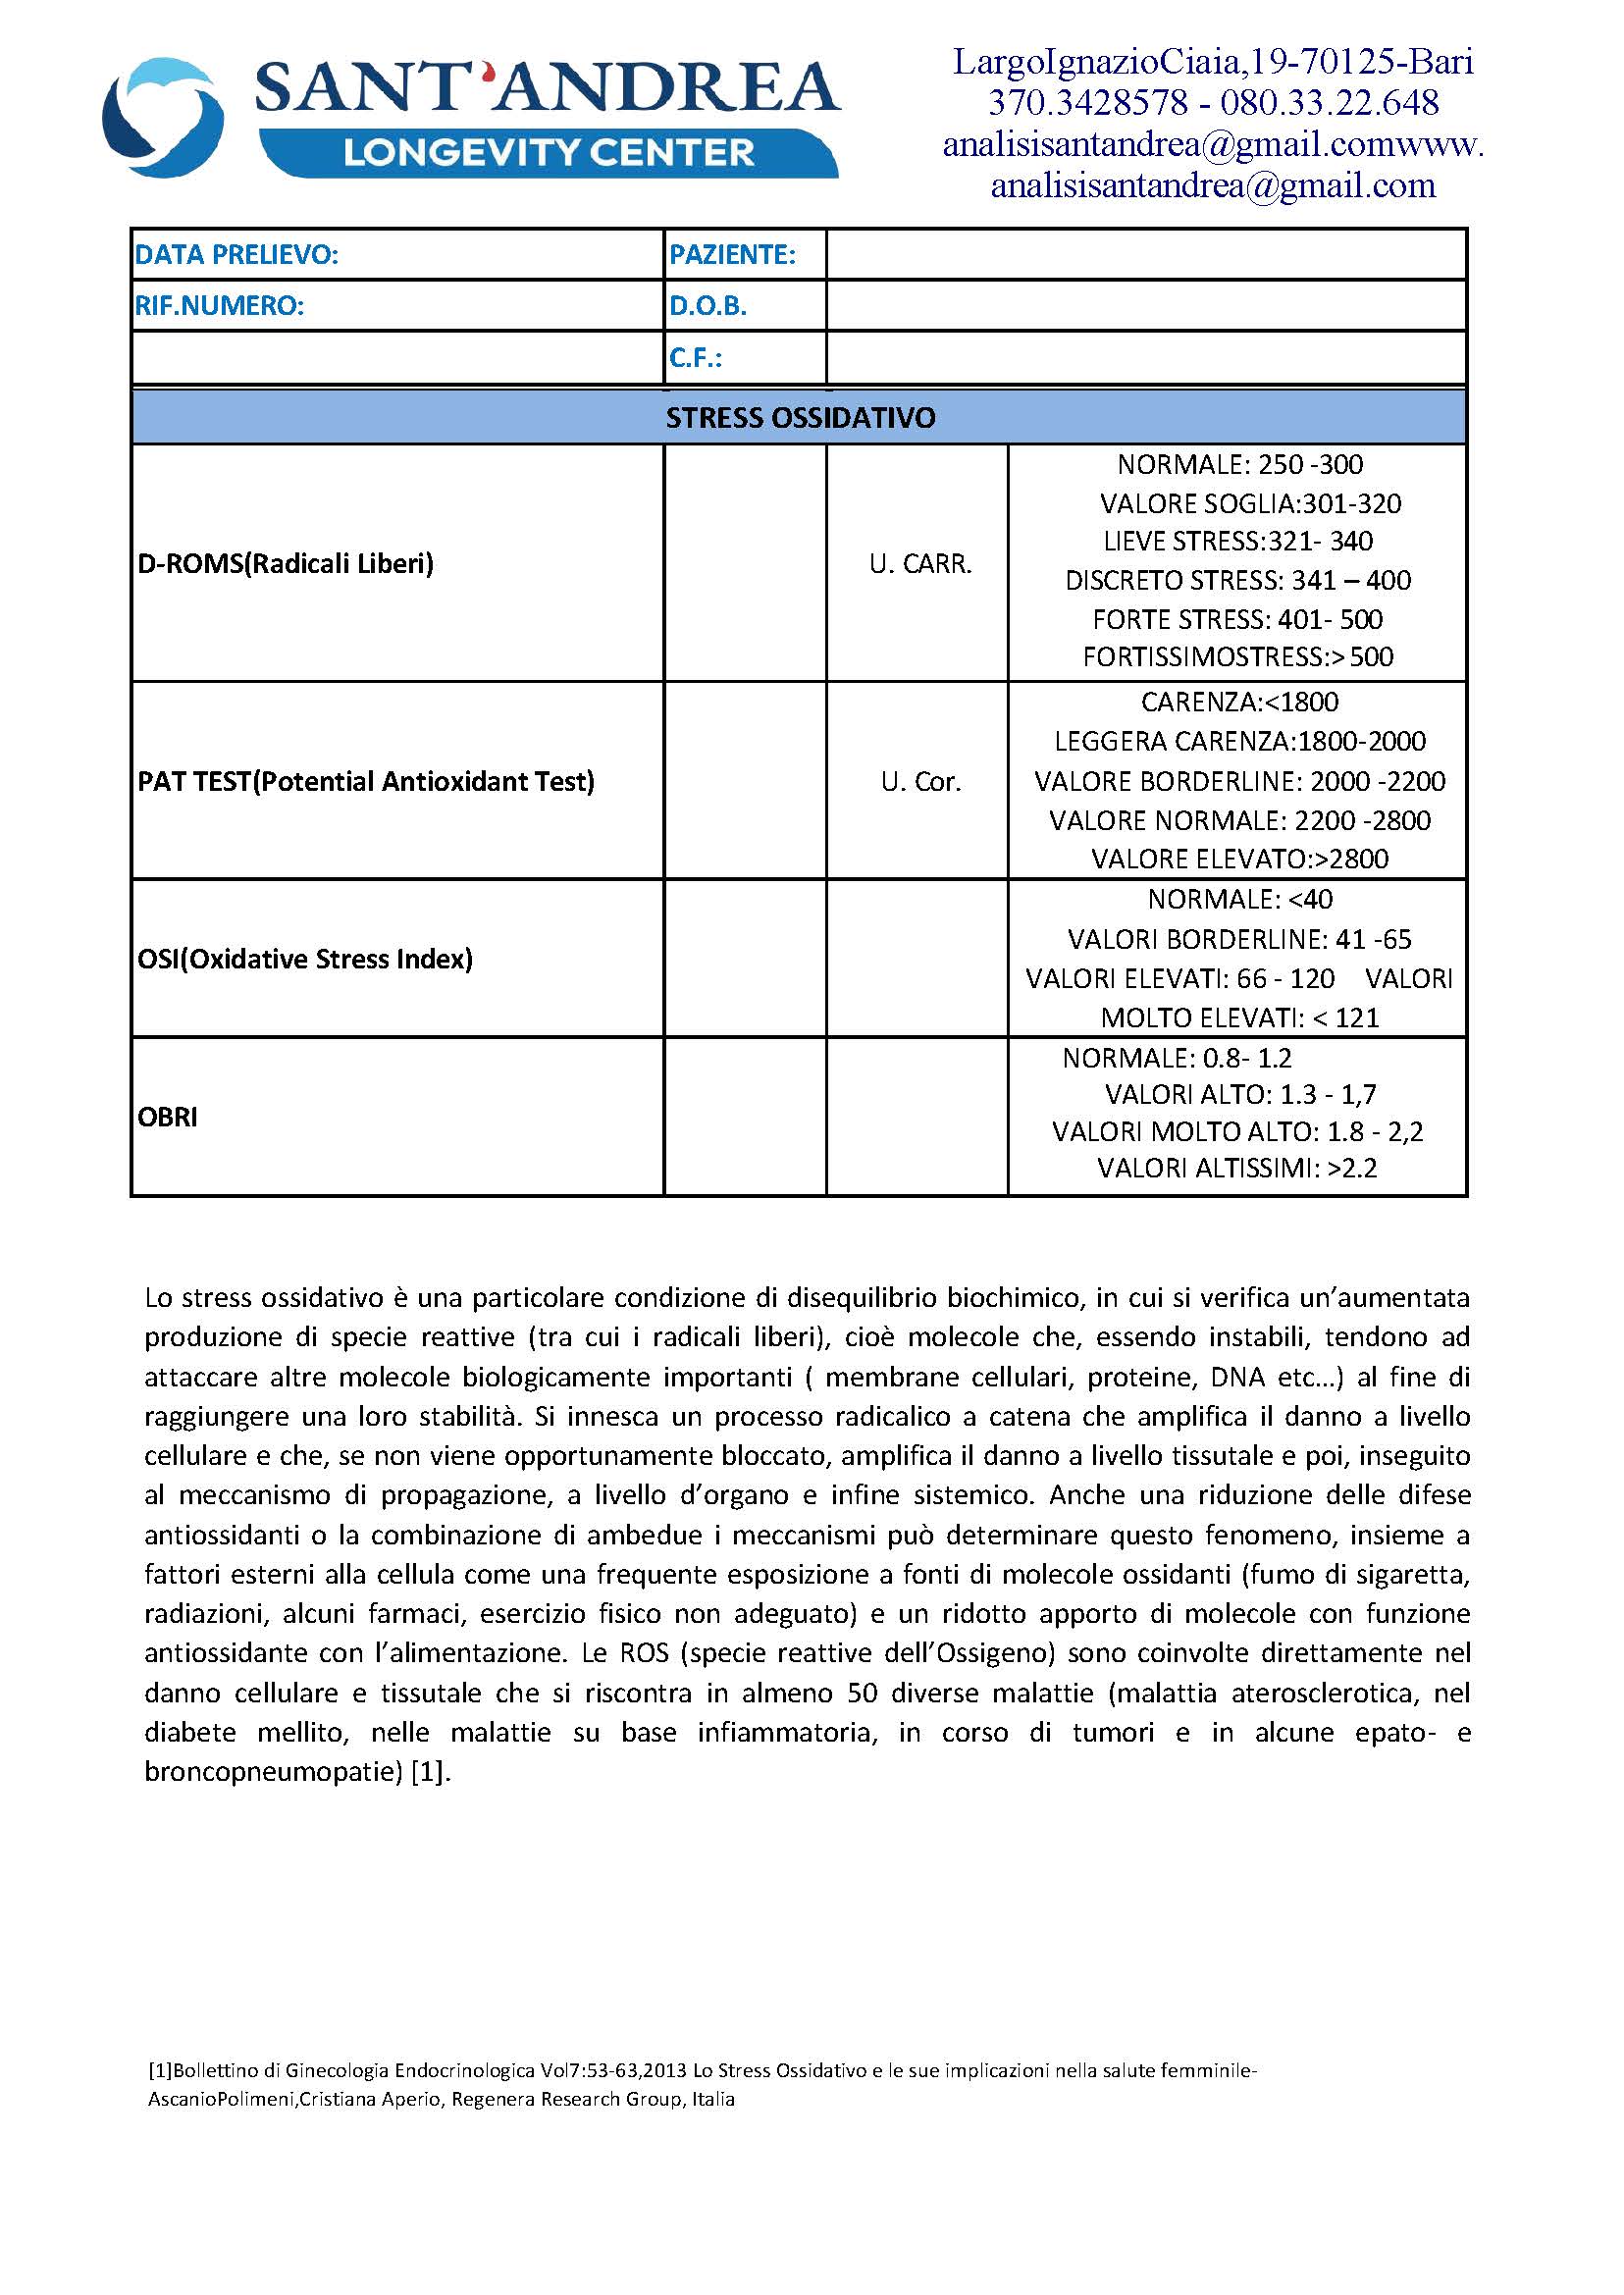 SANT'ANDREA
LONGEVITY CENTER
LargoIgnazioCiaia,19-70125-Bari
370.3428578 - 080.33.22.648
analisisantandrea@gmail.comwww.
analisisantandrea@gmail.com
DATA PRELIEVO: PAZIENTE:
RIF.NUMERO: D.O.B.
C.F.:
STRESS OSSIDATIVO
D-ROMS(Radicali Liberi)
U. CARR.
NORMALE: 250 -300
VALORE SOGLIA:301-320
LIEVE STRESS:321- 340
DISCRETO STRESS: 341 – 400
FORTE STRESS: 401- 500
FORTISSIMOSTRESS:> 500
PAT TEST(Potential Antioxidant Test)
U. Cor.
CARENZA:<1800
LEGGERA CARENZA:1800-2000
VALORE BORDERLINE: 2000 -2200
VALORE NORMALE: 2200 -2800
VALORE ELEVATO:>2800
OSI(Oxidative Stress Index)
NORMALE: <40
VALORI BORDERLINE: 41 -65
VALORI ELEVATI: 66 - 120 VALORI
MOLTO ELEVATI: < 121
OBRI
NORMALE: 0.8- 1.2
VALORI ALTO: 1.3 - 1,7
VALORI MOLTO ALTO: 1.8 - 2,2
VALORI ALTISSIMI: >2.2
Lo stress ossidativo è una particolare condizione di disequilibrio biochimico, in cui si verifica un’aumentata
produzione di specie reattive (tra cui i radicali liberi), cioè molecole che, essendo instabili, tendono ad
attaccare altre molecole biologicamente importanti ( membrane cellulari, proteine, DNA etc...) al fine di
raggiungere una loro stabilità. Si innesca un processo radicalico a catena che amplifica il danno a livello
cellulare e che, se non viene opportunamente bloccato, amplifica il danno a livello tissutale e poi, inseguito
al meccanismo di propagazione, a livello d’organo e infine sistemico. Anche una riduzione delle difese
antiossidanti o la combinazione di ambedue i meccanismi può determinare questo fenomeno, insieme a
fattori esterni alla cellula come una frequente esposizione a fonti di molecole ossidanti (fumo di sigaretta,
radiazioni, alcuni farmaci, esercizio fisico non adeguato) e un ridotto apporto di molecole con funzione
antiossidante con l’alimentazione. Le ROS (specie reattive dell’Ossigeno) sono coinvolte direttamente nel
danno cellulare e tissutale che si riscontra in almeno 50 diverse malattie (malattia aterosclerotica, nel
diabete mellito, nelle malattie su base infiammatoria, in corso di tumori e in alcune epato- e
broncopneumopatie) [1].
[1]Bollettino di Ginecologia Endocrinologica Vol7:53-63,2013 Lo Stress Ossidativo e le sue implicazioni nella salute femminile-
AscanioPolimeni,Cristiana Aperio, Regenera Research Group, Italia